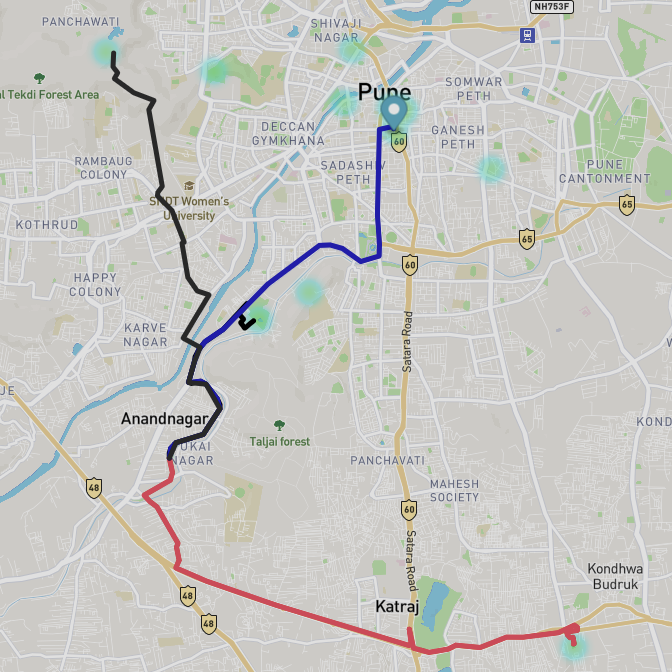 NH753F
PANCHAWATI
SHIVAJI
NAGAR
al Tekdi Forest Area
SOMWAR
PETH
Pune
DECCAN
GYMKHANA
GANESH
PETH
60
RAMBAUG
COLONY
SADASHIV
PETH
PUNE
CANTONMENT
SNDT Women's
University
KOTHRUD
65
65
60
HAPPY
COLONY
KARVE
NAGAR
Satara Road
JE
Anandnagar
KOND
Taljai forest
SUKAI
NAGAR
PANCHAVATI
48
MAHESH
SOCIETY
60
Satara Road
Kondhwa
Budruk
48
Katraj
48